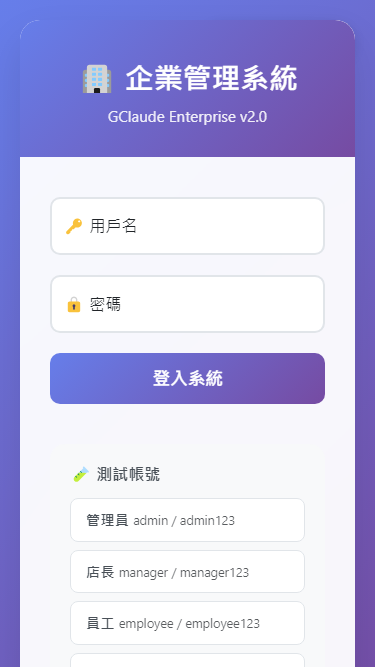 企業管理系統
GClaude Enterprise v2.0
用戶名
密碼
登入系統
測試帳號
管理員 admin / admin123
店長 manager / manager123
員工 employee / employee123